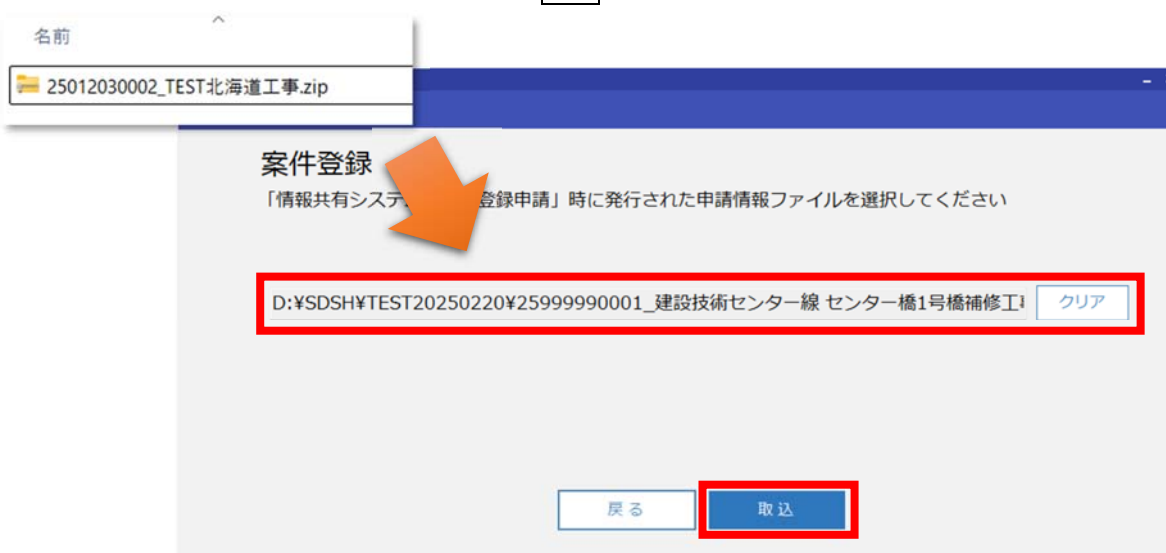 名前
25012030002_TEST北海道工事.zip
案件登録
「情報共有システ 登録申請」時に発行された申請情報ファイルを選択してください
D:¥SDSH¥TEST20250220¥25999990001_建設技術センター線 センター橋1号橋補修工 クリア
戻る 取込